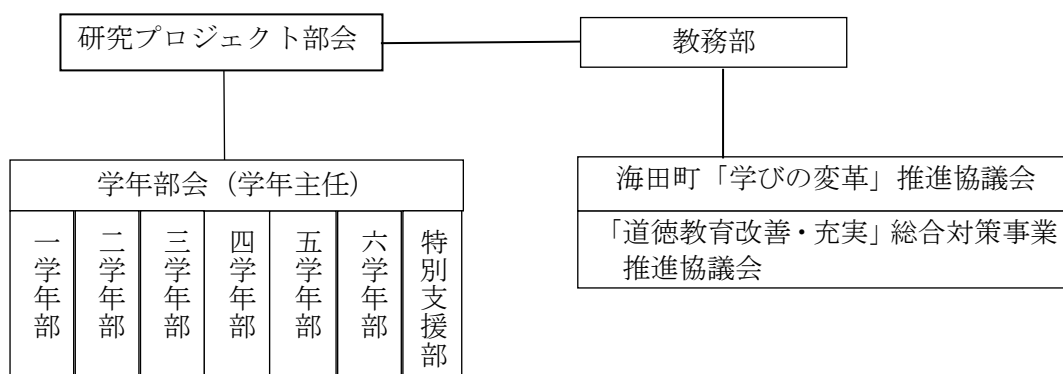 研究プロジェクト部会
教務部
学年部会（学年主任）
一学年部
二学年部
三学年部
四学年部
五学年部
六学年部
特別支援部
海田町「学びの変革」推進協議会
「道徳教育改善・充実」総合対策事業
推進協議会